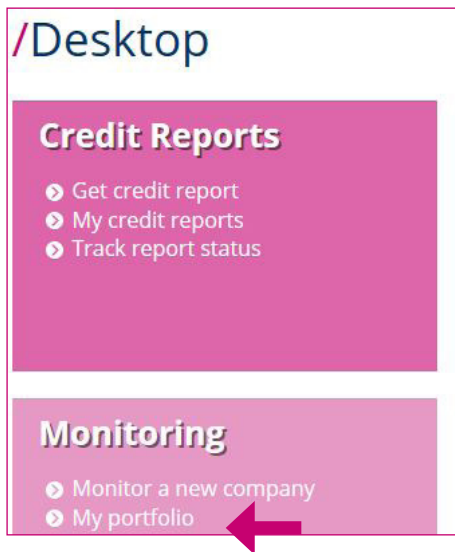 /Desktop
Credit Reports
Get credit report
My credit reports
Track report status
Monitoring
Monitor a new company
My portfolio